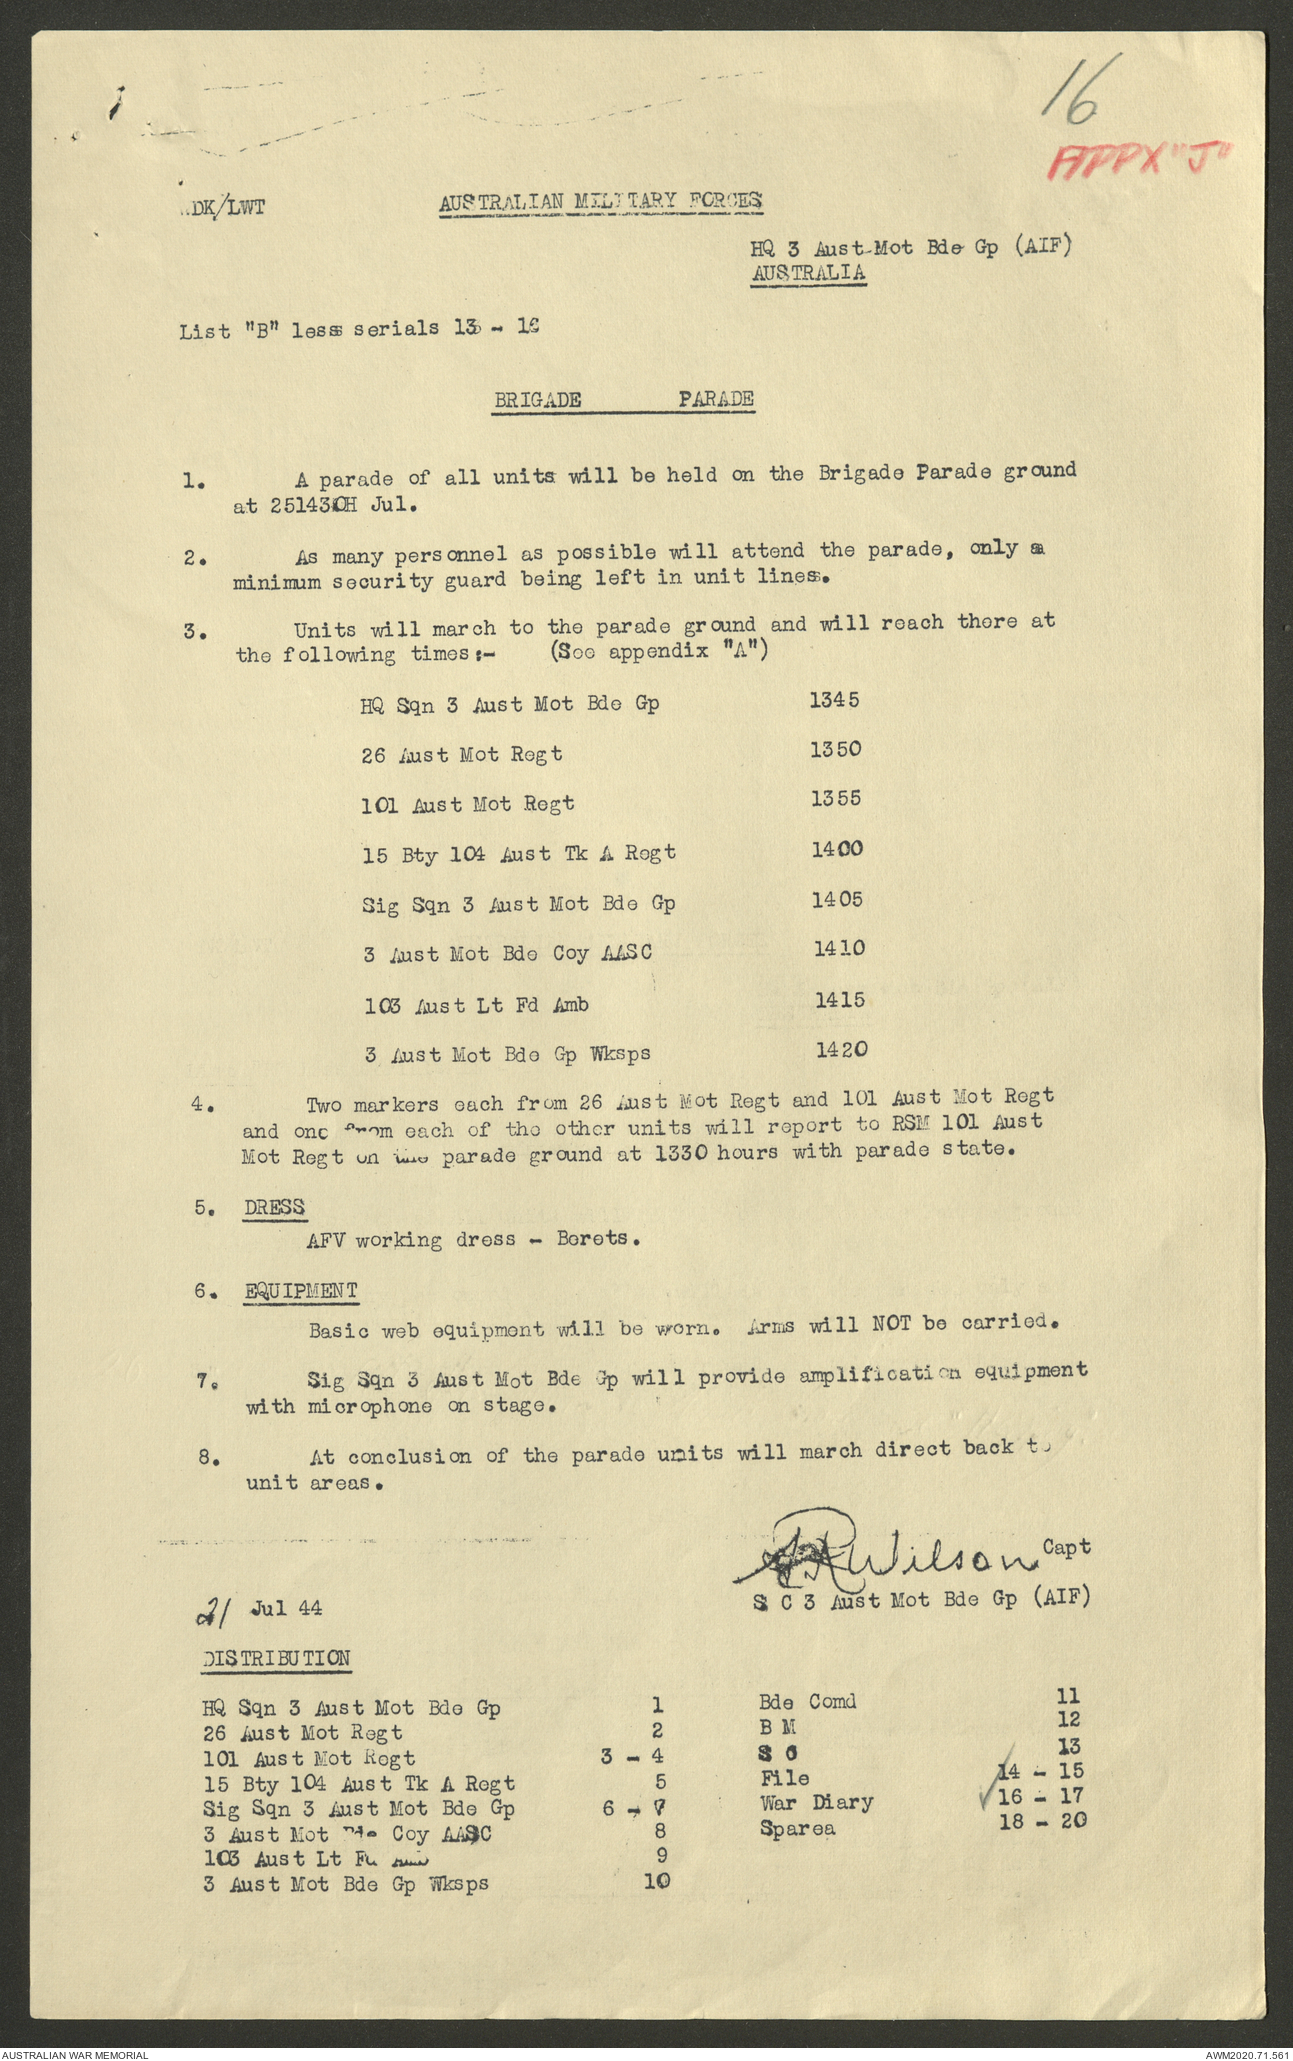 16
APPX "J"
DK/LWT
AUSTRALIAN MILITARY FORCES
HQ 3 Aust Mot Bde Gp (AIF)
AUSTRALIA
List "B" less serials 13 - 16
BRIGADE PARADE
1. A parade of all units will be held on the Brigade Parade ground
at 251430H Jul.
2. As many personnel as possible will attend the parade, only a
minimum security guard being left in unit lines.
3. Units will march to the parade ground and will reach there at
the following times:- (See appendix "A")
HQ Sqn 3 Aust Mot Bde Gp 1345
26 Aust Mot Regt 1350
101 Aust Mot Regt 1355
15 Bty 104 Aust Tk A Regt 1400
Sig Sqn 3 Aust Mot Bde Gp 1405
3 Aust Mot Bde Coy AASC 1410
103 Aust Lt Fd Amb 1415
3 Aust Mot Bde Gp Wksps 1420
4. Two markers each from 26 Aust Mot Regt and 101 Aust Mot Regt
and one from each of the other units will report to RSM 101 Aust
Mot Regt on the parade ground at 1330 hours with parade state.
5. DRESS
AFV working dress - Berets.
6. EQUIPMENT
Basic web equipment will be worn. Arms will NOT be carried.
7. Sig Sqn 3 Aust Mot Bde Gp will provide amplification equipment
with microphone on stage.
8. At conclusion of the parade units will march direct back to
unit areas.
Wilson Capt
S C 3 Aust Mot Bde Gp (AIF)
21 Jul 44
DISTRIBUTION
HQ Sqn 3 Aust Mot Bde Gp 1
26 Aust Mot Regt 2
101 Aust Mot Regt 3 - 4
15 Bty 104 Aust Tk A Regt 5
Sig Sqn 3 Aust Mot Bde Gp 6 - 7
3 Aust Mot Bde Coy AASC 8
103 Aust Lt Fd Amb 9
3 Aust Mot Bde Gp Wksps 10
Bde Comd 11
B M 12
S C 13
File 14 - 15
War Diary 16 - 17
Spares 18 - 20
AUSTRALIAN WAR MEMORIAL
AWM2020.71.561